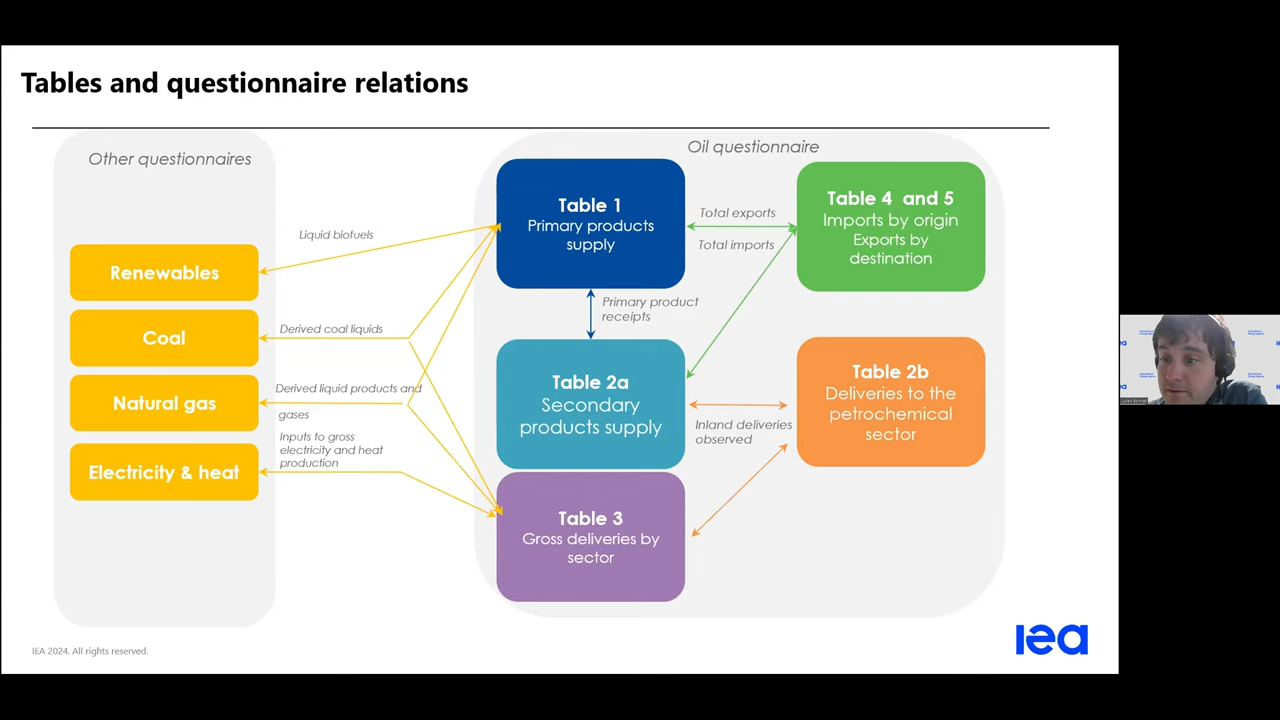 Tables and questionnaire relations
Other questionnaires
Renewables
Coal
Natural gas
Electricity & heat
Liquid biofuels
Derived coal liquids
Derived liquid products and
gases
Inputs to gross
electricity and heat
production
Oil questionnaire
Table 1
Primary products
supply
Total exports
Total imports
Table 4 and 5
Imports by origin
Exports by
destination
Primary product
receipts
Table 2a
Secondary
products supply
Inland deliveries
observed
Table 2b
Deliveries to the
petrochemical
sector
Table 3
Gross deliveries by
sector
IEA 2024. All rights reserved.
iea